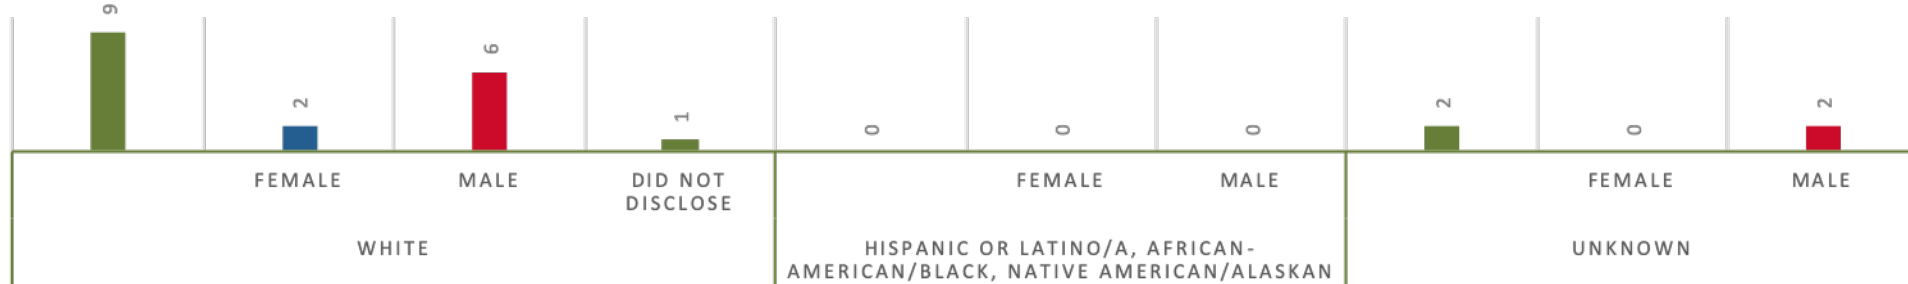 9
2
6
1
0
0
0
2
0
2
FEMALE
MALE
DID NOT
DISCLOSE
FEMALE
MALE
FEMALE
MALE
WHITE
HISPANIC OR LATINO/A, AFRICAN-
AMERICAN/BLACK, NATIVE AMERICAN/ALASKAN
UNKNOWN